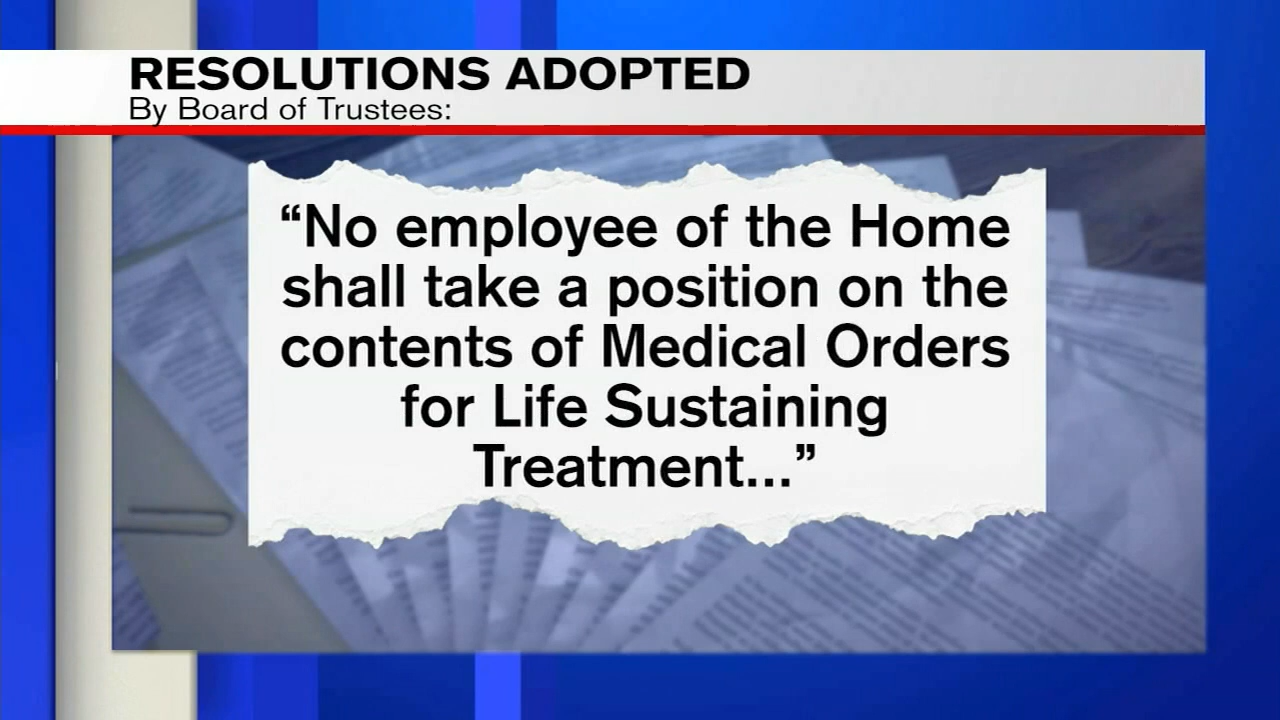 RESOLUTIONS ADOPTED
By Board of Trustees:
“No employee of the Home
shall take a position on the
contents of Medical Orders
for Life Sustaining
Treatment...”